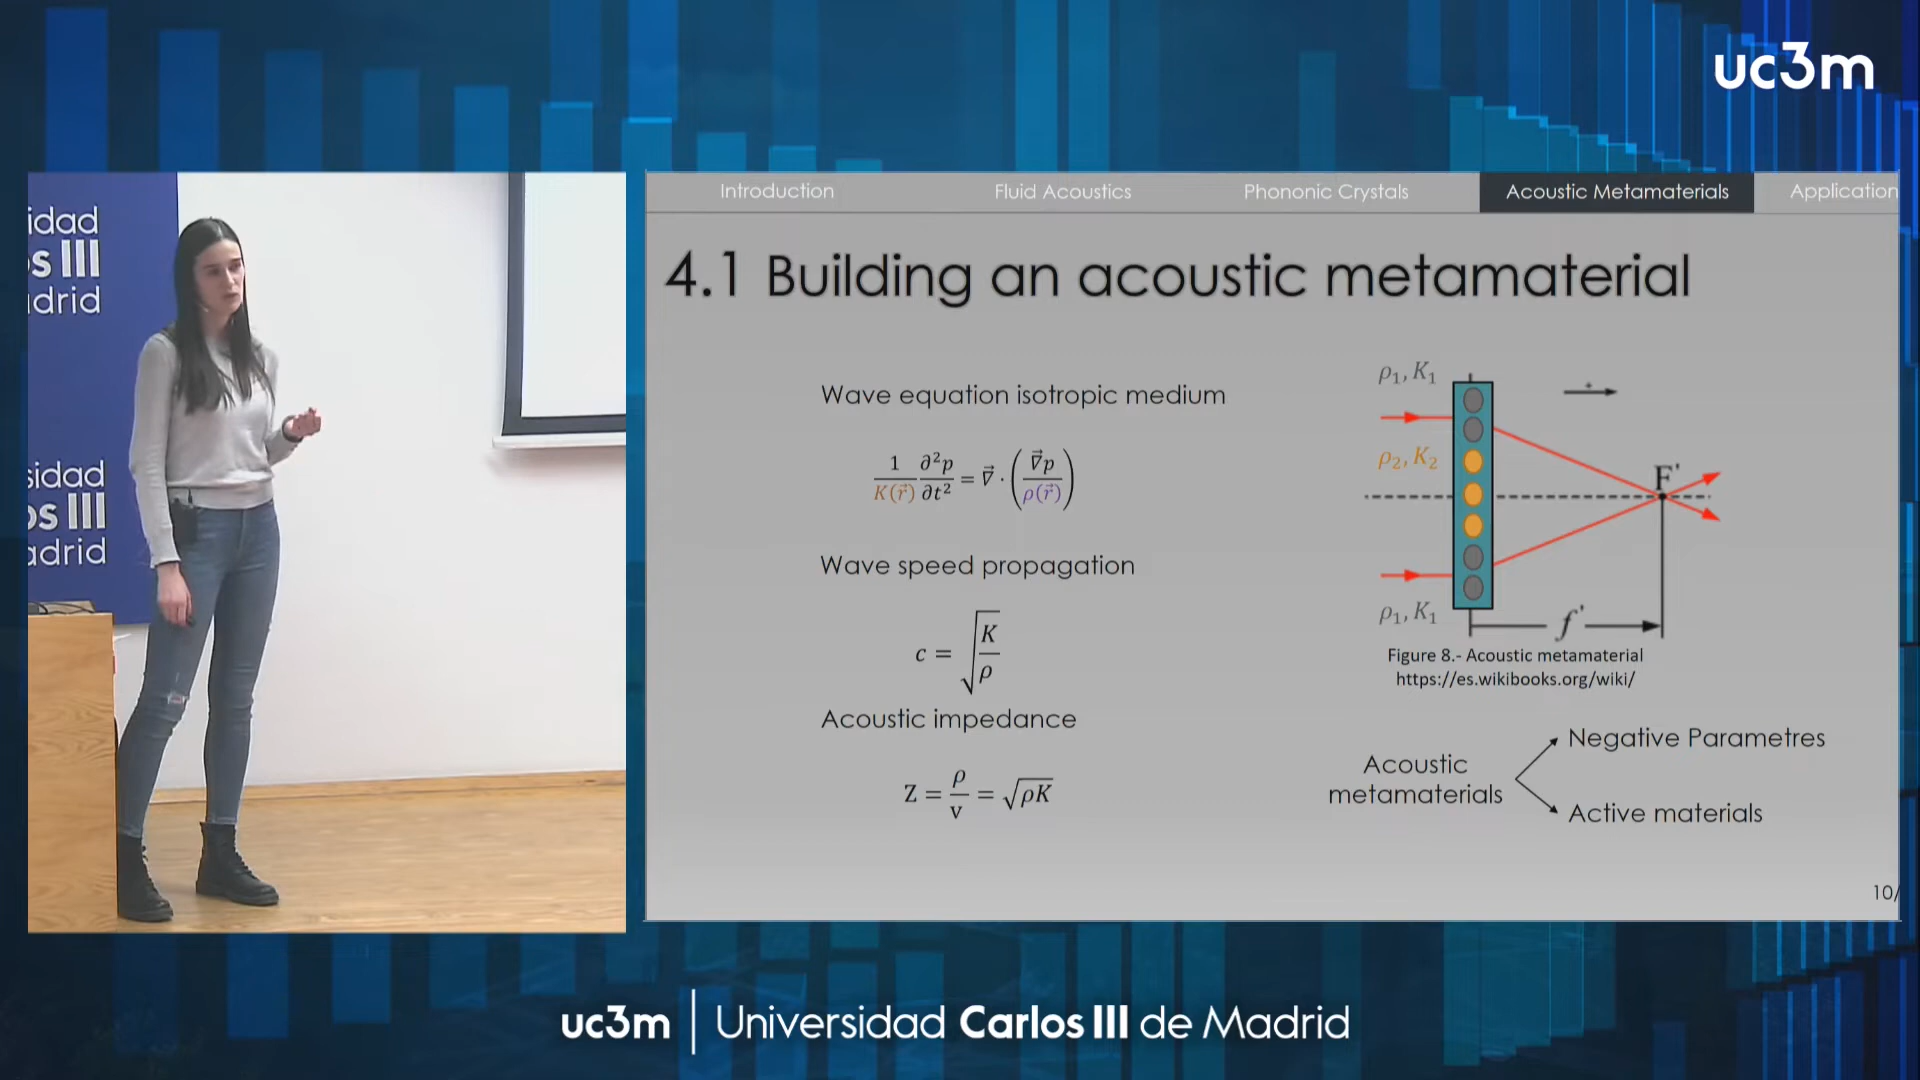 uc3m
idad
os III
adrid
sidad
os III
adrid
Introduction
Fluid Acoustics
Phononic Crystals
Acoustic Metamaterials
Application
4.1 Building an acoustic metamaterial
Wave equation isotropic medium
1/K(r⃗) ∂²p/∂t² = ∇⃗ · (∇⃗p/ρ(r⃗))
Wave speed propagation
c = √(K/ρ)
Acoustic impedance
Z = ρ/v = √ρK
ρ₁, K₁
+
ρ₂, K₂
F'
ρ₁, K₁
f'
Figure 8.- Acoustic metamaterial
https://es.wikibooks.org/wiki/
Acoustic
metamaterials
Negative Parametres
Active materials
10/
uc3m | Universidad Carlos III de Madrid